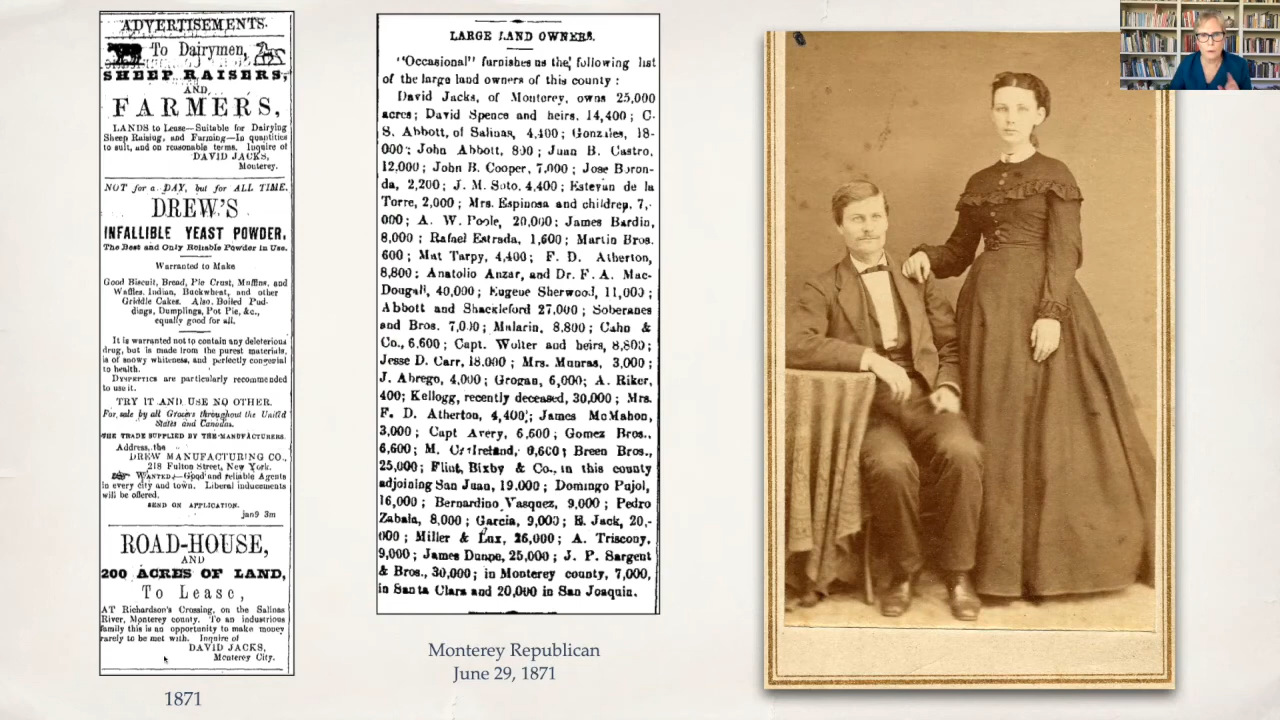 ADVERTISEMENTS.
To Dairymen,
SHEEP RAISERS,
AND
FARMERS,
LANDS to Lease—Suitable for Dairying
Sheep Raising, and Farming—In quantities
to suit, and on reasonable terms. Inquire of
DAVID JACKS,
Monterey.
NOT for a DAY, but for ALL TIME.
DREW'S
INFALLIBLE YEAST POWDER,
The Best and Only Reliable Powder in Use.
Warranted to Make
Good Biscuit, Bread, Pie Crust, Muffins, and
Waffles. Indian, Buckwheat, and other
Griddle Cakes. Also. Boiled Pud-
dings, Dumplings, Pot Pie, &c.,
equally good for all.
It is warranted not to contain any deleterious
drug, but is made from the purest materials,
is of snowy whiteness, and perfectly congenial
to health.
DYSPEPTICS are particularly recommended
to use it.
TRY IT AND USE NO OTHER.
For sale by all Grocers throughout the United
States and Canadas.
THE TRADE SUPPLIED BY THE MANUFACTURERS.
Address, the
DREW MANUFACTURING CO.,
218 Fulton Street, New York.
WANTED—Good and reliable Agents
in every city and town. Liberal inducements
will be offered.
SEND ON APPLICATION.
jan9 3m
ROAD-HOUSE,
AND
200 ACRES OF LAND,
To Lease,
AT Richardson's Crossing, on the Salinas
River, Monterey county. To an industrious
family this is an opportunity to make money
rarely to be met with. Inquire of
DAVID JACKS,
Monterey City.
1871
LARGE LAND OWNERS.
"Occasional" furnishes us the following list
of the large land owners of this county :
David Jacks, of Monterey, owns 25,000
acres; David Spence and heirs, 14,400; C.
S. Abbott, of Salinas, 4,400; Gonzales, 18-
000; John Abbott, 800; Juan B. Castro,
12,000; John B. Cooper, 7,000; Jose Boron-
da, 2,200; J. M. Soto, 4,400; Estevan de la
Torre, 2,000; Mrs. Espinosa and children, 7,-
000; A. W. Poole, 20,000; James Bardin,
8,000; Rafael Estrada, 1,600; Martin Bros.
600; Mat Tarpy, 4,400; F. D. Atherton,
8,800; Anatolio Anzar, and Dr. F. A. Mac-
Dougall, 40,000; Eugene Sherwood, 11,000;
Abbott and Shackleford 27,000; Soberanes
and Bros. 7,000; Malarin, 8,800; Cahn &
Co., 6,600; Capt. Wolter and heirs, 8,800;
Jesse D. Carr, 18,000; Mrs. Munras, 3,000;
J. Abrego, 4,000; Grogan, 6,000; A. Riker,
400; Kellogg, recently deceased, 30,000; Mrs.
F. D. Atherton, 4,400; James McMahon,
3,000; Capt Avery, 6,600; Gomez Bros.,
6,600; M. 6,600; Breen Bros.,
25,000; Flint, Bixby & Co., in this county
adjoining San Juan, 19,000; Domingo Pujol,
16,000; Bernardino Vasquez, 9,000; Pedro
Zabala, 8,000; Garcia, 9,000; E. Jack, 20,-
000; Miller & Lux, 26,000; A. Triscony,
9,000; James Dunne, 25,000; J. P. Sargent
& Bros., 30,000; in Monterey county, 7,000,
in Santa Clara and 20,000 in San Joaquin.
Monterey Republican
June 29, 1871